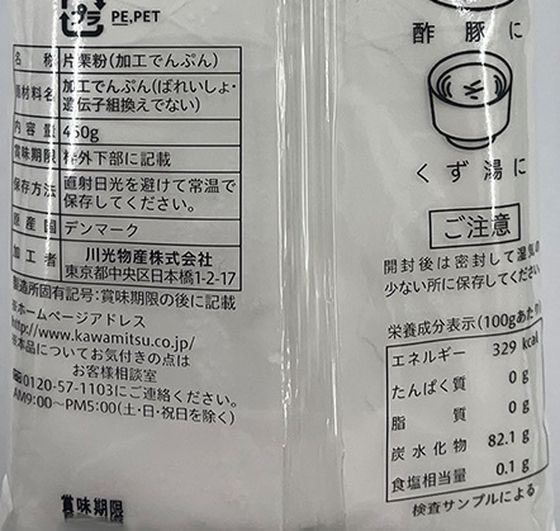 プラ PE,PET
名称 片栗粉(加工でんぷん)
原材料名 加工でんぷん(ばれいしょ・
遺伝子組換えでない)
内容量 450g
賞味期限 枠外下部に記載
保存方法 直射日光を避けて常温で
保存してください。
原産国 デンマーク
加工者 川光物産株式会社
東京都中央区日本橋1-2-17
製造所固有記号:賞味期限の後に記載
※ホームページアドレス
http://www.kawamitsu.co.jp/
※本品についてお気付きの点は
お客様相談室
☎0120-57-1103にご連絡ください。
AM9:00〜PM5:00(土・日・祝日を除く)
賞味期限
酢豚に
くず湯に
ご注意
開封後は密封して湿気の
少ない所に保存してください。
栄養成分表示(100gあたり)
エネルギー 329 kcal
たんぱく質 0 g
脂質 0 g
炭水化物 82.1 g
食塩相当量 0.1 g
検査サンプルによる